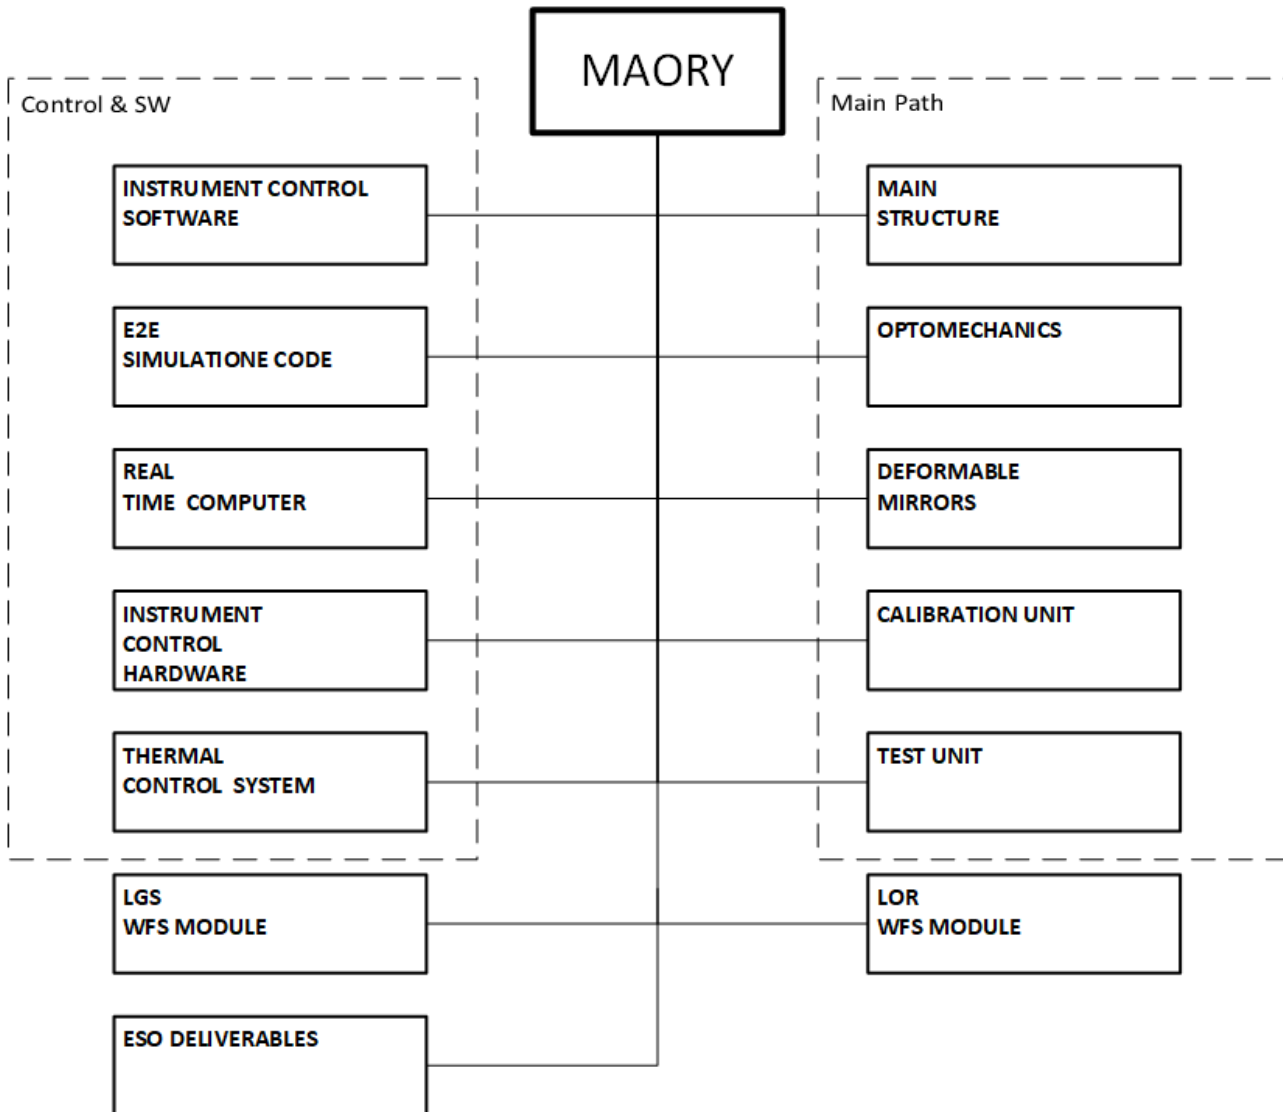 MAORY
Control & SW
INSTRUMENT CONTROL
SOFTWARE
E2E
SIMULATIONE CODE
REAL
TIME COMPUTER
INSTRUMENT
CONTROL
HARDWARE
THERMAL
CONTROL SYSTEM
LGS
WFS MODULE
ESO DELIVERABLES
Main Path
MAIN
STRUCTURE
OPTOMECHANICS
DEFORMABLE
MIRRORS
CALIBRATION UNIT
TEST UNIT
LOR
WFS MODULE